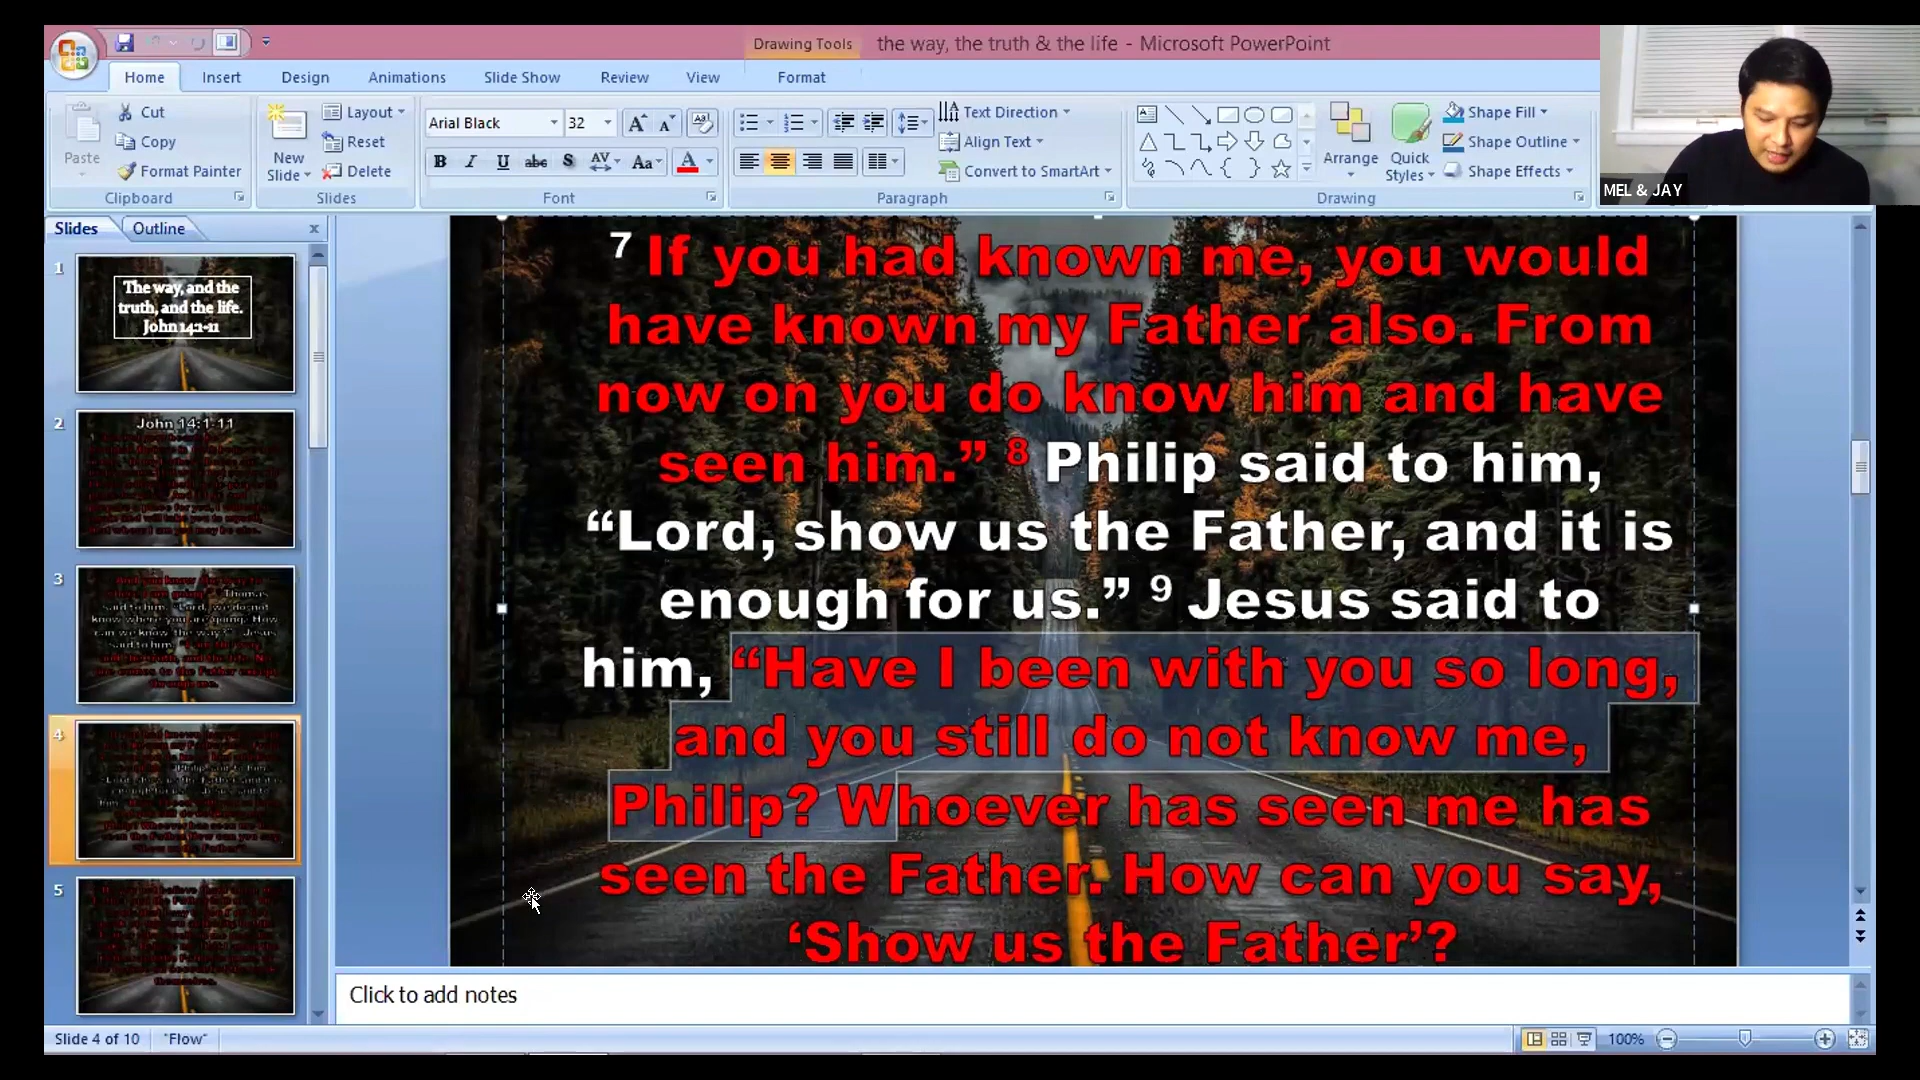 Drawing Tools
the way, the truth & the life - Microsoft PowerPoint
Home Insert Design Animations Slide Show Review View Format
Paste
Cut
Copy
Format Painter
Clipboard
New Slide
Layout
Reset
Delete
Slides
Arial Black 32
B I U abc S AV Aa A
Font
Text Direction
Align Text
Convert to SmartArt
Paragraph
Arrange
Quick Styles
Shape Fill
Shape Outline
Shape Effects
Drawing
MEL & JAY
Slides Outline x
1
The way, and the
truth, and the life.
John 14:1-11
2
John 14:1-11
3
4
5
7 If you had known me, you would
have known my Father also. From
now on you do know him and have
seen him.” 8 Philip said to him,
“Lord, show us the Father, and it is
enough for us.” 9 Jesus said to
him, “Have I been with you so long,
and you still do not know me,
Philip? Whoever has seen me has
seen the Father. How can you say,
‘Show us the Father’?
Click to add notes
Slide 4 of 10 "Flow" 100%